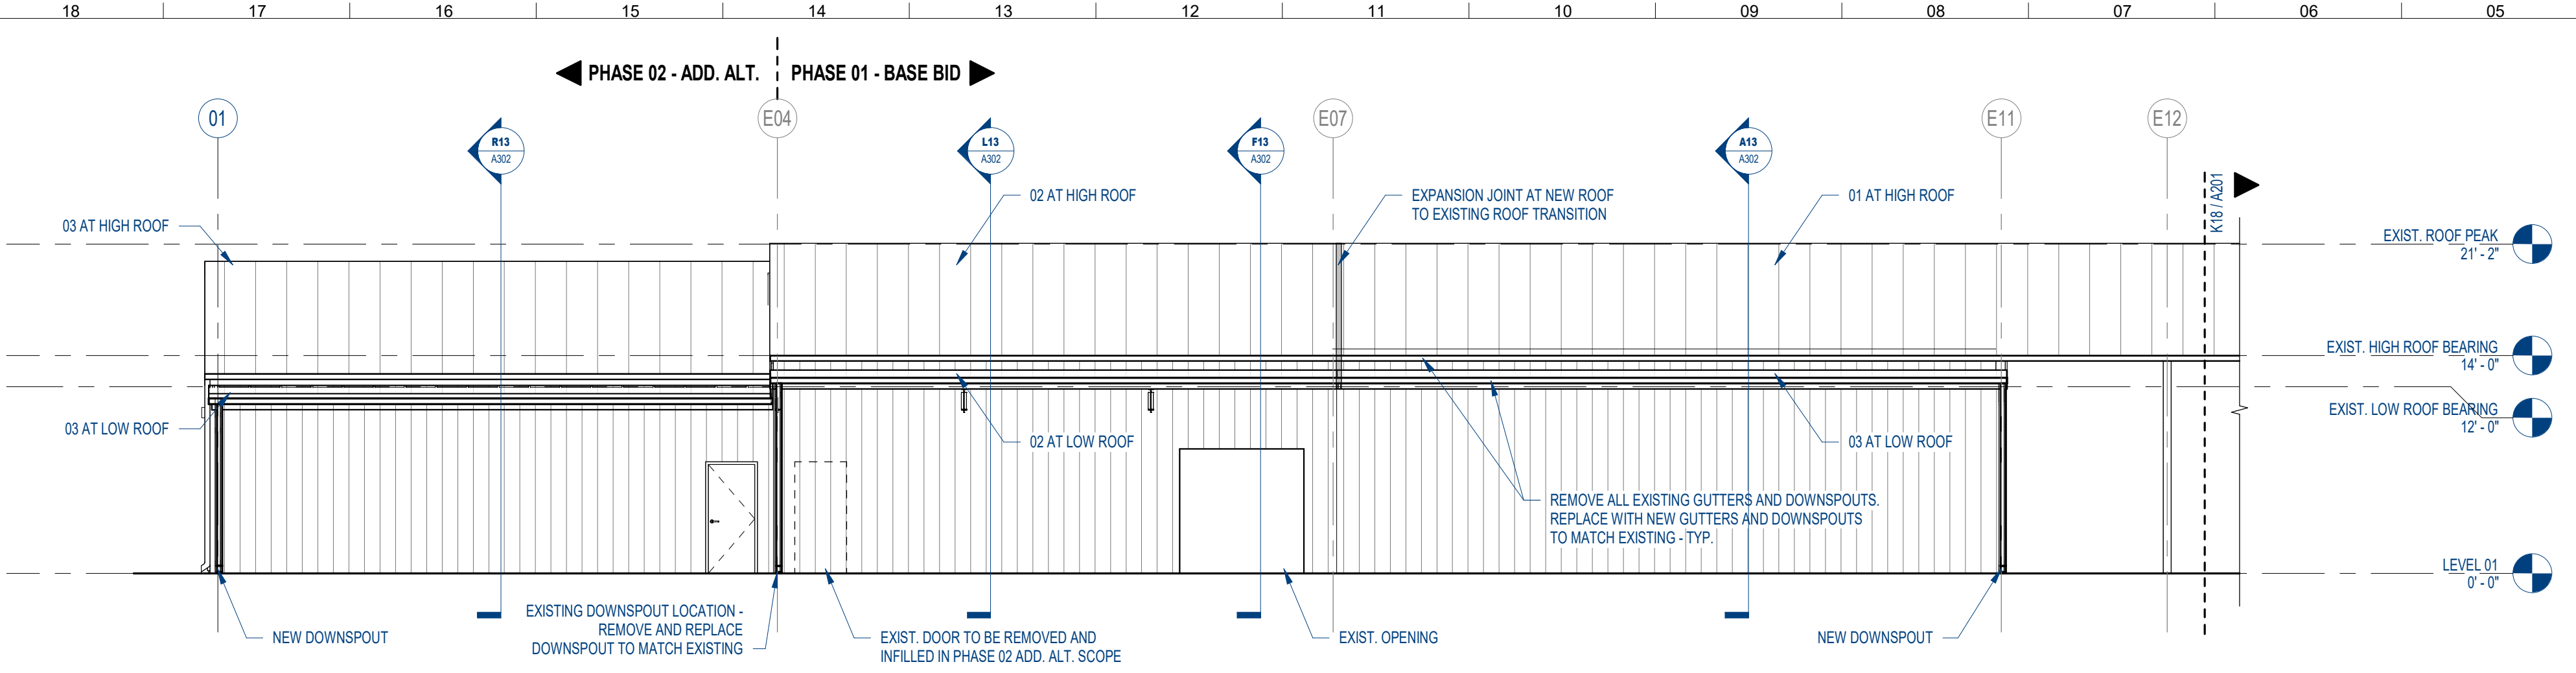 18 17 16 15 14 13 12 11 10 09 08 07 06 05
PHASE 02 - ADD. ALT. PHASE 01 - BASE BID
01 E04 E07 E11 E12
R13 L13 F13 A13
A302 A302 A302 A302
K18 / A201
03 AT HIGH ROOF
02 AT HIGH ROOF
EXPANSION JOINT AT NEW ROOF
TO EXISTING ROOF TRANSITION
01 AT HIGH ROOF
EXIST. ROOF PEAK
21' - 2"
EXIST. HIGH ROOF BEARING
14' - 0"
EXIST. LOW ROOF BEARING
12' - 0"
03 AT LOW ROOF
02 AT LOW ROOF
03 AT LOW ROOF
REMOVE ALL EXISTING GUTTERS AND DOWNSPOUTS.
REPLACE WITH NEW GUTTERS AND DOWNSPOUTS
TO MATCH EXISTING - TYP.
LEVEL 01
0' - 0"
NEW DOWNSPOUT
EXISTING DOWNSPOUT LOCATION -
REMOVE AND REPLACE
DOWNSPOUT TO MATCH EXISTING
EXIST. DOOR TO BE REMOVED AND
INFILLED IN PHASE 02 ADD. ALT. SCOPE
EXIST. OPENING
NEW DOWNSPOUT